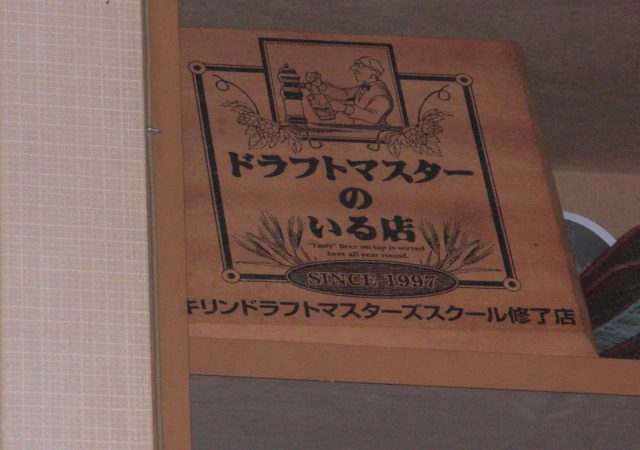 ドラフトマスター
の
いる店
"Tasty" Beer on tap is served
here all year round.
SINCE 1997
キリンドラフトマスターズスクール修了店